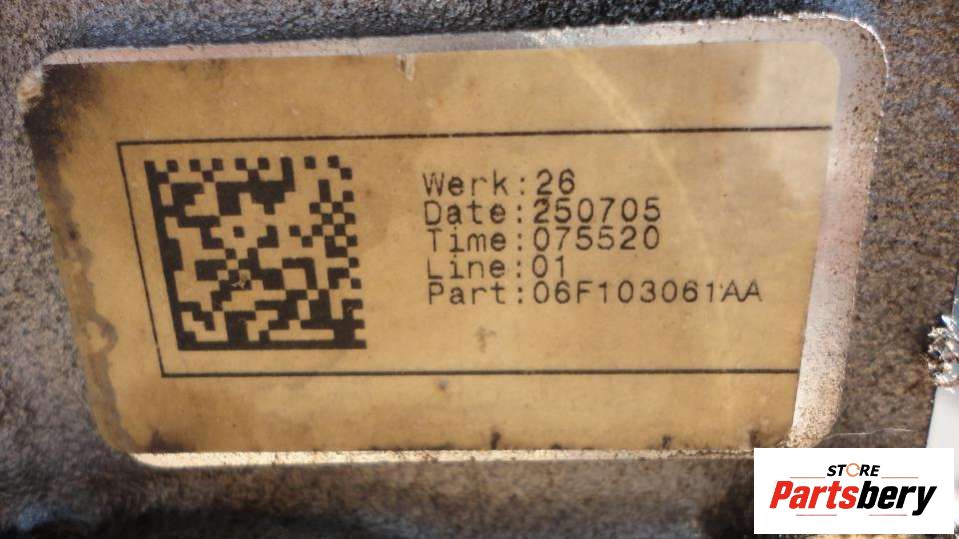 Werk:26
Date:250705
Time:075520
Line:01
Part:06F103061AA
STORE
Partsbery